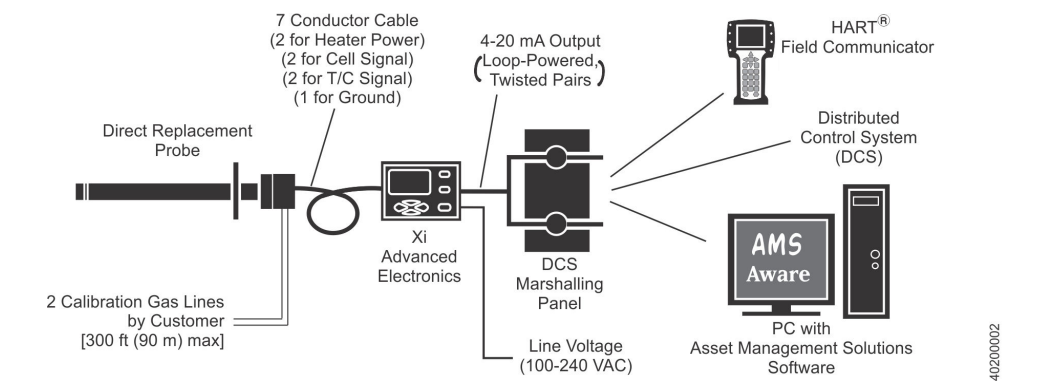 7 Conductor Cable
(2 for Heater Power)
(2 for Cell Signal)
(2 for T/C Signal)
(1 for Ground)
4-20 mA Output
(Loop-Powered,
Twisted Pairs)
HART®
Field Communicator
Direct Replacement
Probe
Distributed
Control System
(DCS)
Xi
Advanced
Electronics
DCS
Marshalling
Panel
AMS
Aware
2 Calibration Gas Lines
by Customer
[300 ft (90 m) max]
Line Voltage
(100-240 VAC)
PC with
Asset Management Solutions
Software
40200002